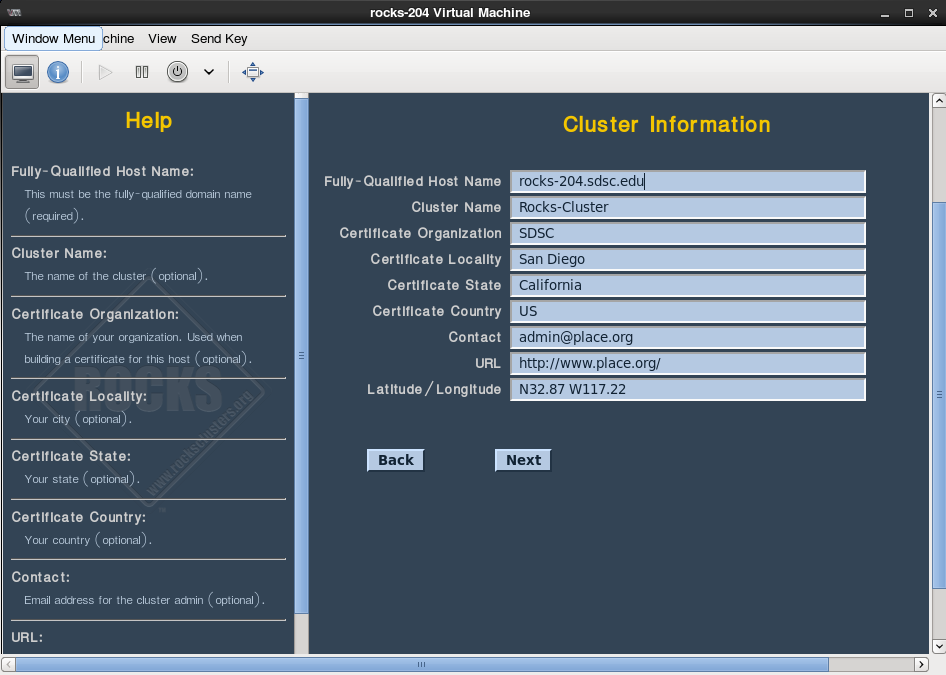 rocks-204 Virtual Machine
Window Menu chine View Send Key
Help
Fully-Qualified Host Name:
This must be the fully-qualified domain name
(required).
Cluster Name:
The name of the cluster (optional).
Certificate Organization:
The name of your organization. Used when
building a certificate for this host (optional).
Certificate Locality:
Your city (optional).
Certificate State:
Your state (optional).
Certificate Country:
Your country (optional).
Contact:
Email address for the cluster admin (optional).
URL:
ROCKS
www.rocksclusters.org
Cluster Information
Fully-Qualified Host Name rocks-204.sdsc.edu
Cluster Name Rocks-Cluster
Certificate Organization SDSC
Certificate Locality San Diego
Certificate State California
Certificate Country US
Contact admin@place.org
URL http://www.place.org/
Latitude/Longitude N32.87 W117.22
Back Next